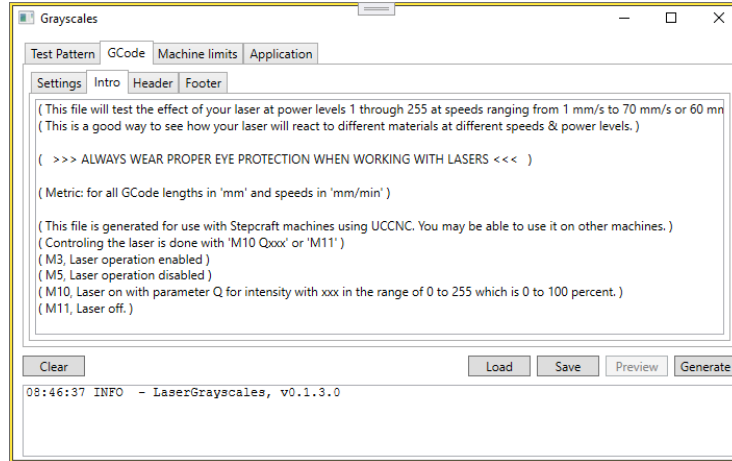 Grayscales
Test Pattern GCode Machine limits Application
Settings Intro Header Footer
( This file will test the effect of your laser at power levels 1 through 255 at speeds ranging from 1 mm/s to 70 mm/s or 60 mm
( This is a good way to see how your laser will react to different materials at different speeds & power levels. )
( >>> ALWAYS WEAR PROPER EYE PROTECTION WHEN WORKING WITH LASERS <<< )
( Metric: for all GCode lengths in 'mm' and speeds in 'mm/min' )
( This file is generated for use with Stepcraft machines using UCCNC. You may be able to use it on other machines. )
( Controling the laser is done with 'M10 Qxxx' or 'M11' )
( M3, Laser operation enabled )
( M5, Laser operation disabled )
( M10, Laser on with parameter Q for intensity with xxx in the range of 0 to 255 which is 0 to 100 percent. )
( M11, Laser off. )
Clear Load Save Preview Generate
08:46:37 INFO - LaserGrayscales, v0.1.3.0